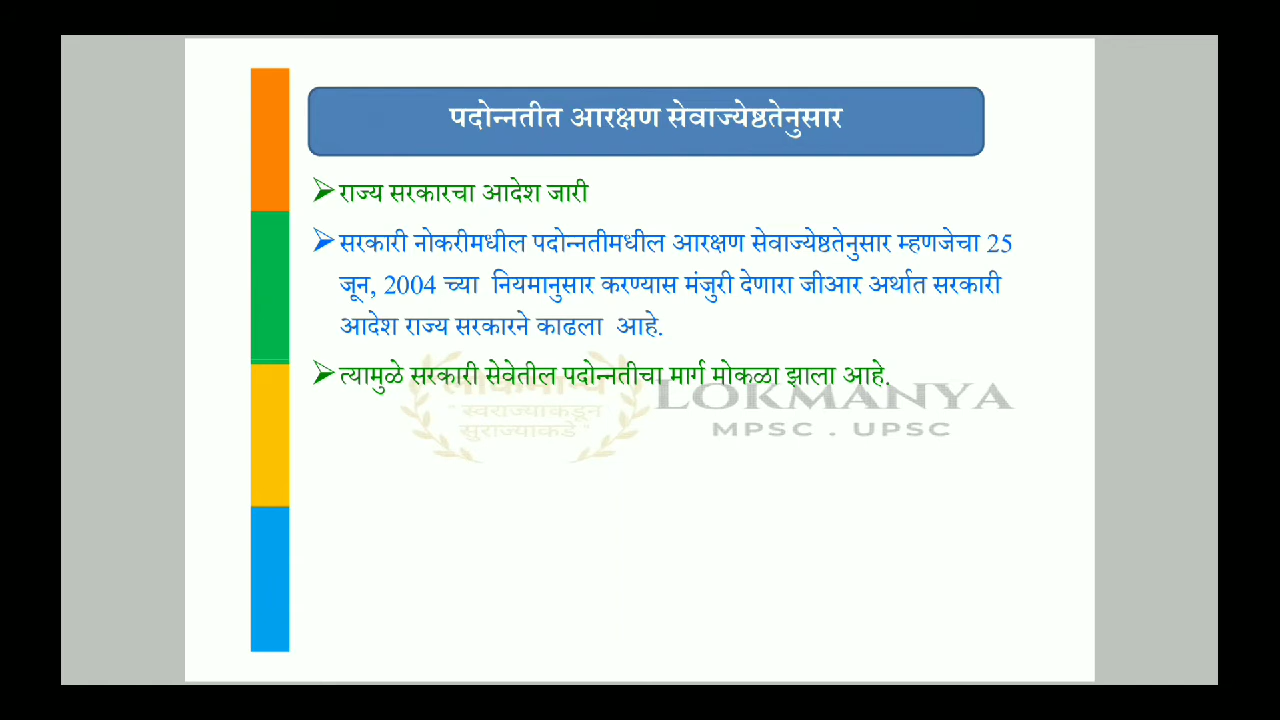 पदोन्नतीत आरक्षण सेवाज्येष्ठतेनुसार
राज्य सरकारचा आदेश जारी
सरकारी नोकरीमधील पदोन्नतीमधील आरक्षण सेवाज्येष्ठतेनुसार म्हणजेचा 25
जून, 2004 च्या नियमानुसार करण्यास मंजुरी देणारा जीआर अर्थात सरकारी
आदेश राज्य सरकारने काढला आहे.
त्यामुळे सरकारी सेवेतील पदोन्नतीचा मार्ग मोकळा झाला आहे.
लोकमान्य
"स्वराज्याकडून
सुराज्याकडे"
LOKMANYA
MPSC . UPSC